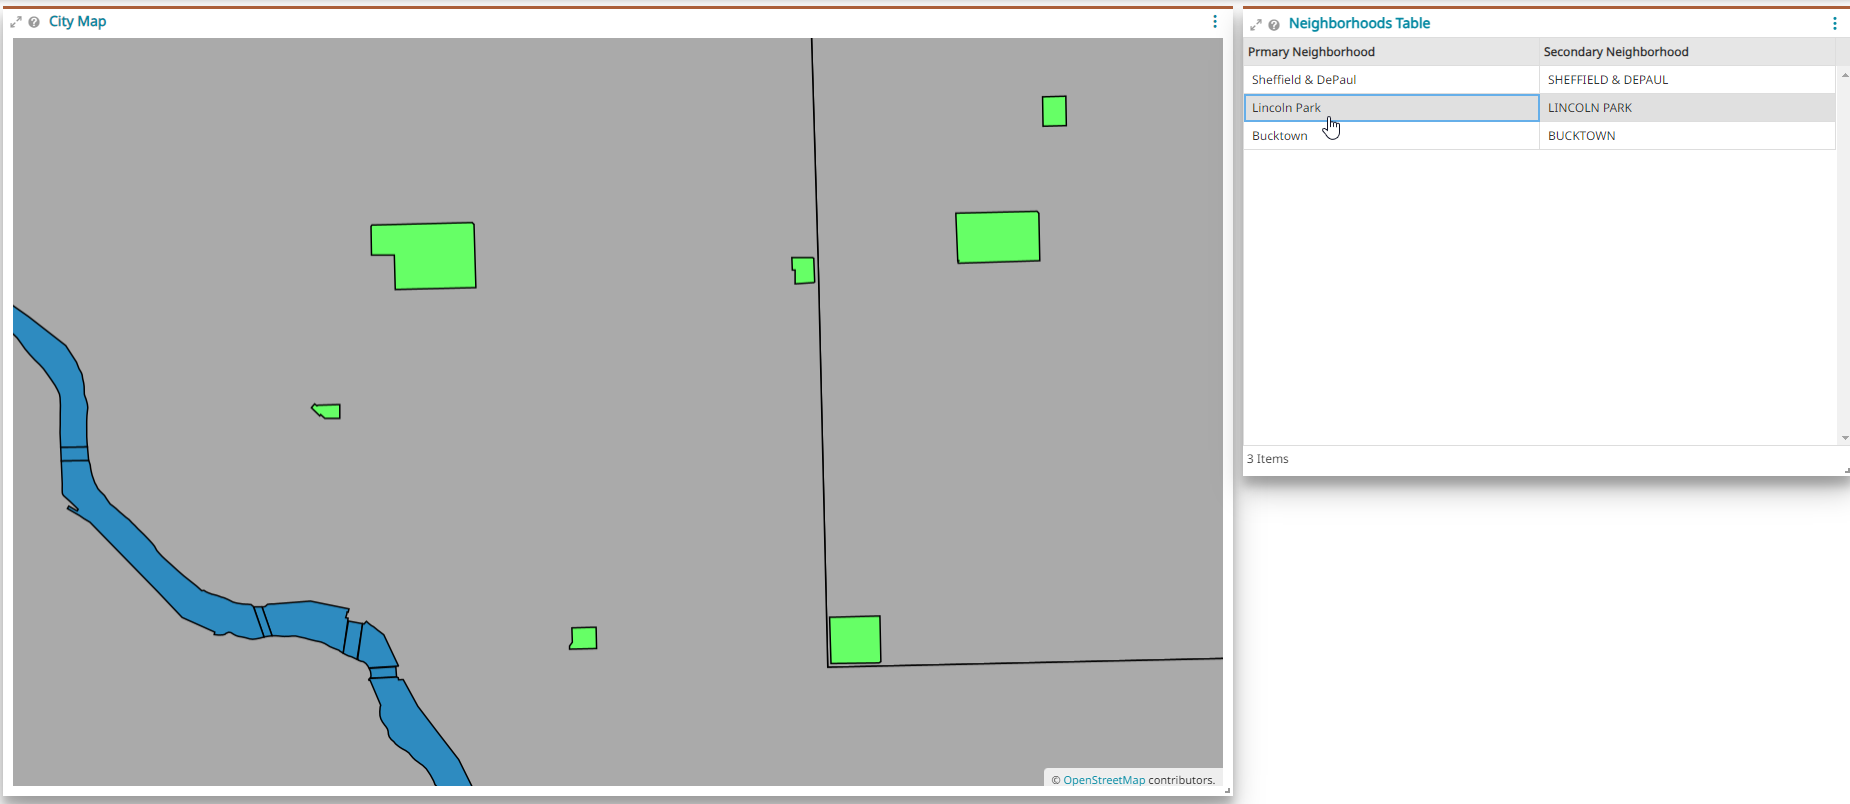 City Map
© OpenStreetMap contributors.
Neighborhoods Table
Prmary Neighborhood Secondary Neighborhood
Sheffield & DePaul SHEFFIELD & DEPAUL
Lincoln Park LINCOLN PARK
Bucktown BUCKTOWN
3 Items